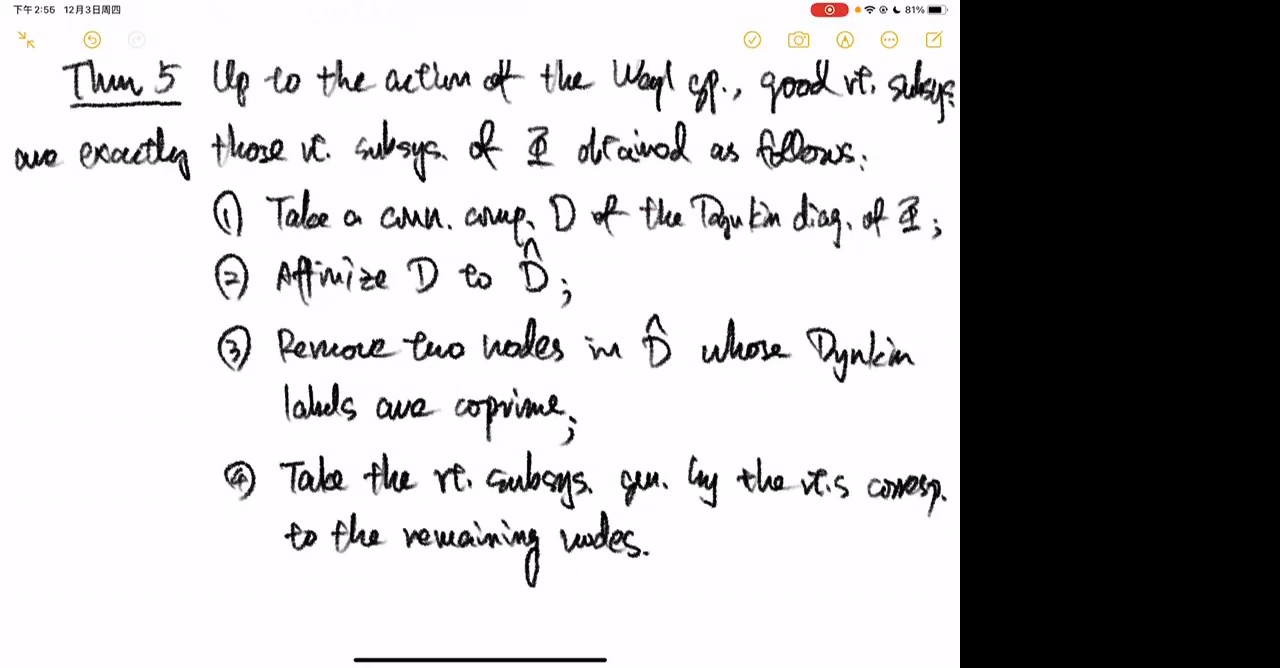 下午2:56 12月3日周四
81%
Thm 5 Up to the action of the Weyl gp., good rt. subsys.
are exactly those rt. subsys. of Φ obtained as follows:
① Take a conn. comp. D of the Dynkin diag. of Φ;
② Affinize D to D̂;
③ Remove two nodes in D̂ whose Dynkin
labels are coprime;
④ Take the rt. subsys. gen. by the rt.s corresp.
to the remaining nodes.